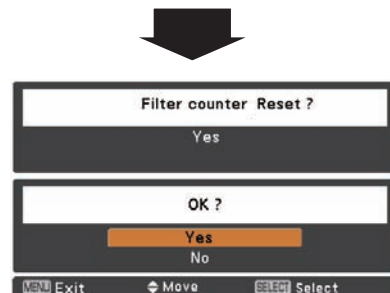 Filter counter Reset ?
Yes
OK ?
Yes
No
MENU Exit Move SELECT Select